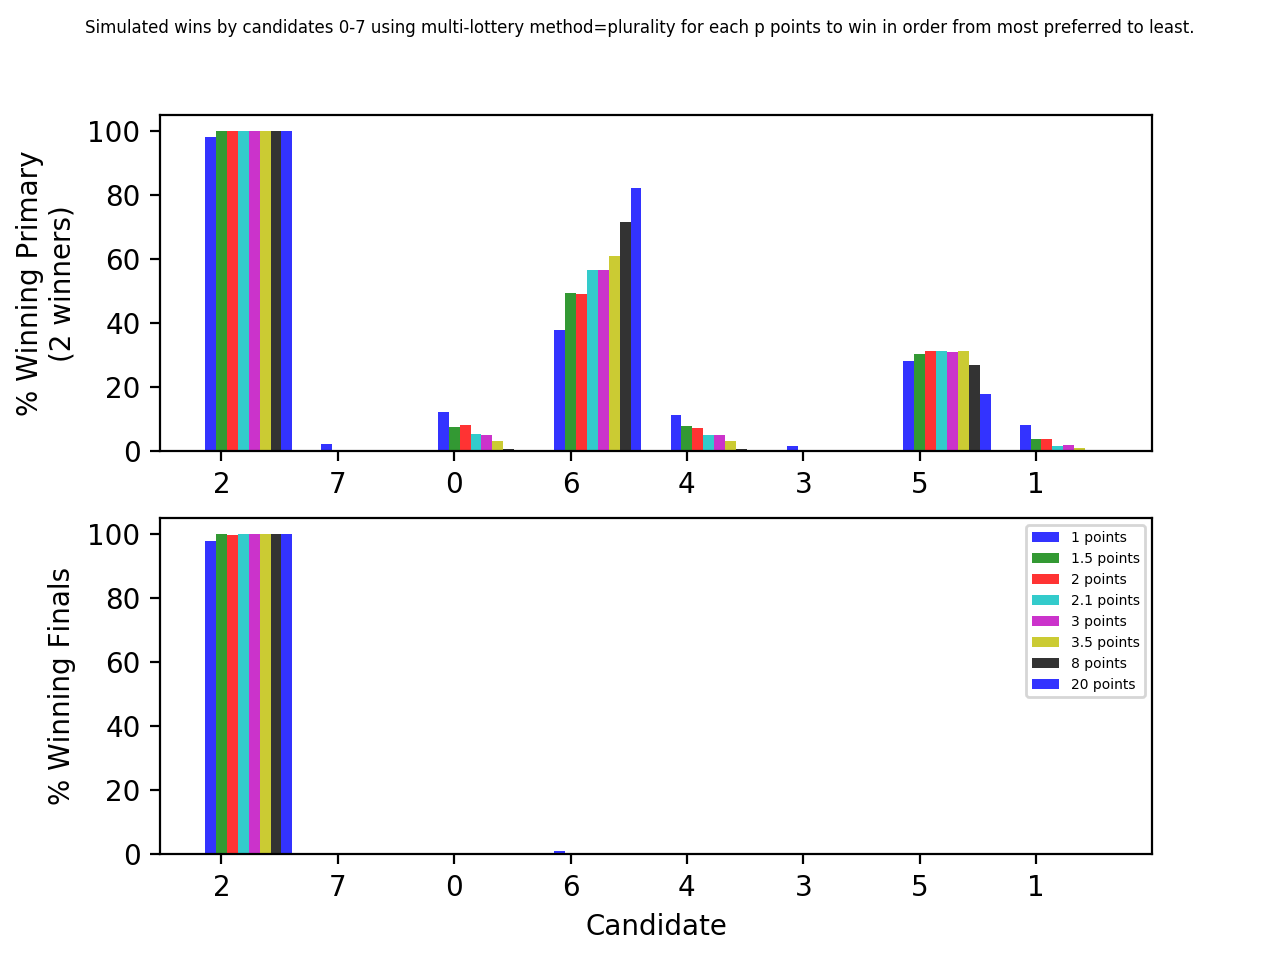 Simulated wins by candidates 0-7 using multi-lottery method=plurality for each p points to win in order from most preferred to least.
% Winning Primary
(2 winners)
100
80
60
40
20
0
2 7 0 6 4 3 5 1
% Winning Finals
100
80
60
40
20
0
1 points
1.5 points
2 points
2.1 points
3 points
3.5 points
8 points
20 points
2 7 0 6 4 3 5 1
Candidate